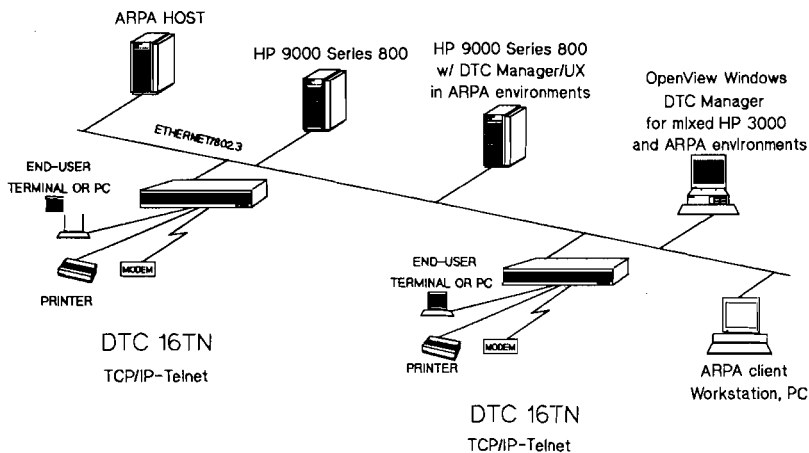 ARPA HOST
HP 9000 Series 800
HP 9000 Series 800
w/ DTC Manager/UX
in ARPA environments
OpenView Windows
DTC Manager
for mixed HP 3000
and ARPA environments
ETHERNET/802.3
END-USER
TERMINAL OR PC
MODEM
PRINTER
DTC 16TN
TCP/IP-Telnet
END-USER
TERMINAL OR PC
MODEM
PRINTER
DTC 16TN
TCP/IP-Telnet
ARPA client
Workstation, PC